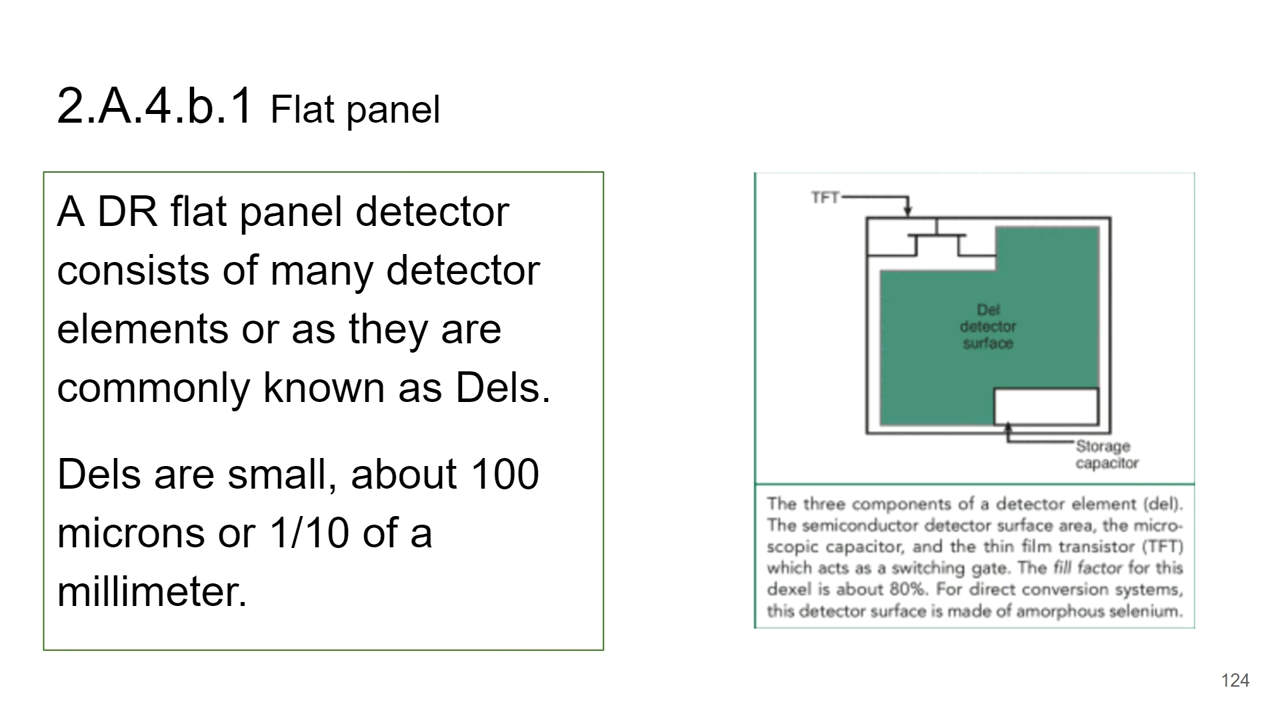 2.A.4.b.1 Flat panel
A DR flat panel detector
consists of many detector
elements or as they are
commonly known as Dels.
Dels are small, about 100
microns or 1/10 of a
millimeter.
TFT
Del
detector
surface
Storage
capacitor
The three components of a detector element (del).
The semiconductor detector surface area, the micro-
scopic capacitor, and the thin film transistor (TFT)
which acts as a switching gate. The fill factor for this
dexel is about 80%. For direct conversion systems,
this detector surface is made of amorphous selenium.
124